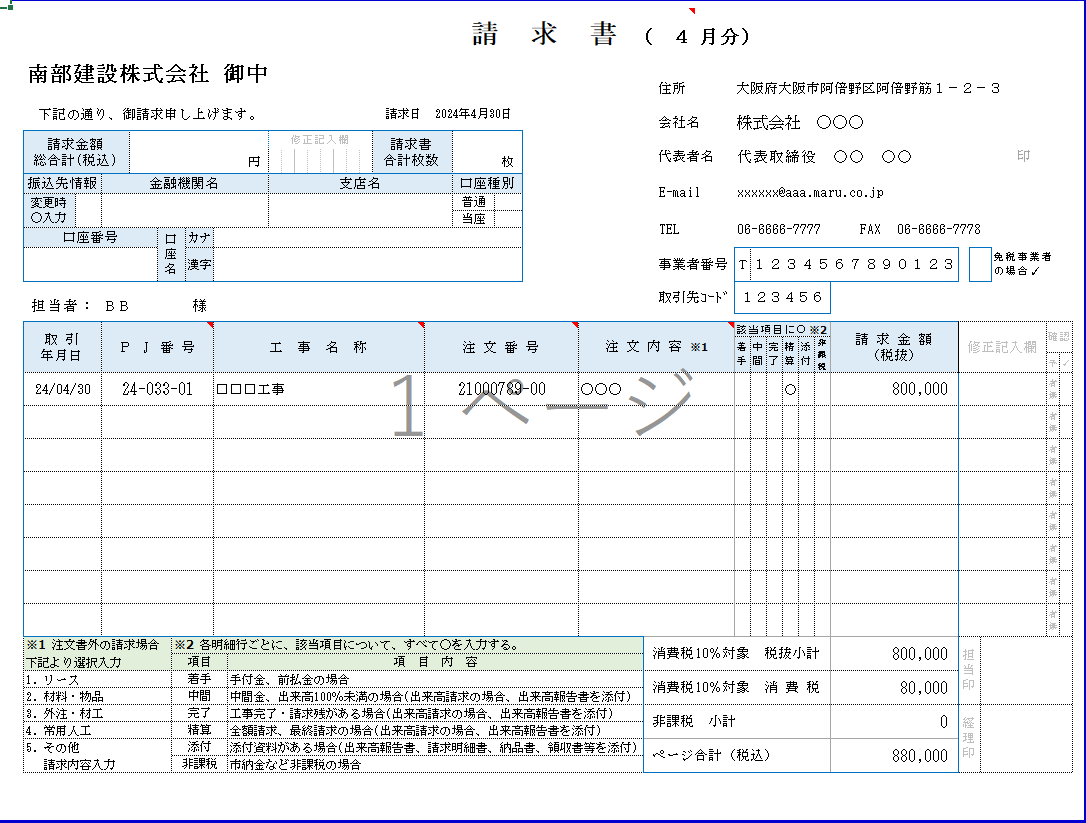 請 求 書 ( 4 月分)
南部建設株式会社 御中
下記の通り、御請求申し上げます。
請求日 2024年4月30日
住所 大阪府大阪市阿倍野区阿倍野筋1-2-3
会社名 株式会社 〇〇〇
代表者名 代表取締役 〇〇 〇〇 印
E-mail xxxxxx@aaa.maru.co.jp
TEL 06-6666-7777 FAX 06-6666-7778
事業者番号 T 1 2 3 4 5 6 7 8 9 0 1 2 3
免税事業者
の場合✓
取引先コード 1 2 3 4 5 6
請求金額
総合計(税込)
円
修正記入欄
請求書
合計枚数
枚
振込先情報 金融機関名 支店名 口座種別
変更時
〇入力
普通
当座
口座番号
口座名
カナ
漢字
担当者: BB 様
取 引
年月日
P J 番 号
工 事 名 称
注 文 番 号
注 文 内 容 ※1
該当項目に〇 ※2
着手 中間 完了 精算 添付 非課税
請 求 金 額
(税抜)
修正記入欄
確認
24/04/30 24-033-01 □□□工事 21000789-00 〇〇〇 〇 800,000
1 ページ
※1 注文書外の請求場合
下記より選択入力
1. リース
2. 材料・物品
3. 外注・材工
4. 常用人工
5. その他
請求内容入力
※2 各明細行ごとに、該当項目について、すべて〇を入力する。
項目 項 目 内 容
着手 手付金、前払金の場合
中間 中間金、出来高100%未満の場合(出来高請求の場合、出来高報告書を添付)
完了 工事完了・請求残がある場合(出来高請求の場合、出来高報告書を添付)
精算 全額請求、最終請求の場合(出来高請求の場合、出来高報告書を添付)
添付 添付資料がある場合(出来高報告書、請求明細書、納品書、領収書等を添付)
非課税 市納金など非課税の場合
消費税10%対象 税抜小計 800,000
消費税10%対象 消 費 税 80,000
非課税 小計 0
ページ合計(税込) 880,000
担当印
経理印